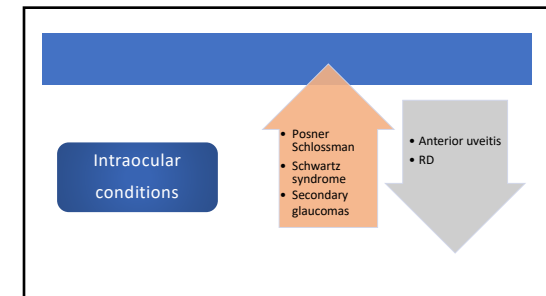 Intraocular
conditions
• Posner
Schlossman
• Schwartz
syndrome
• Secondary
glaucomas
• Anterior uveitis
• RD